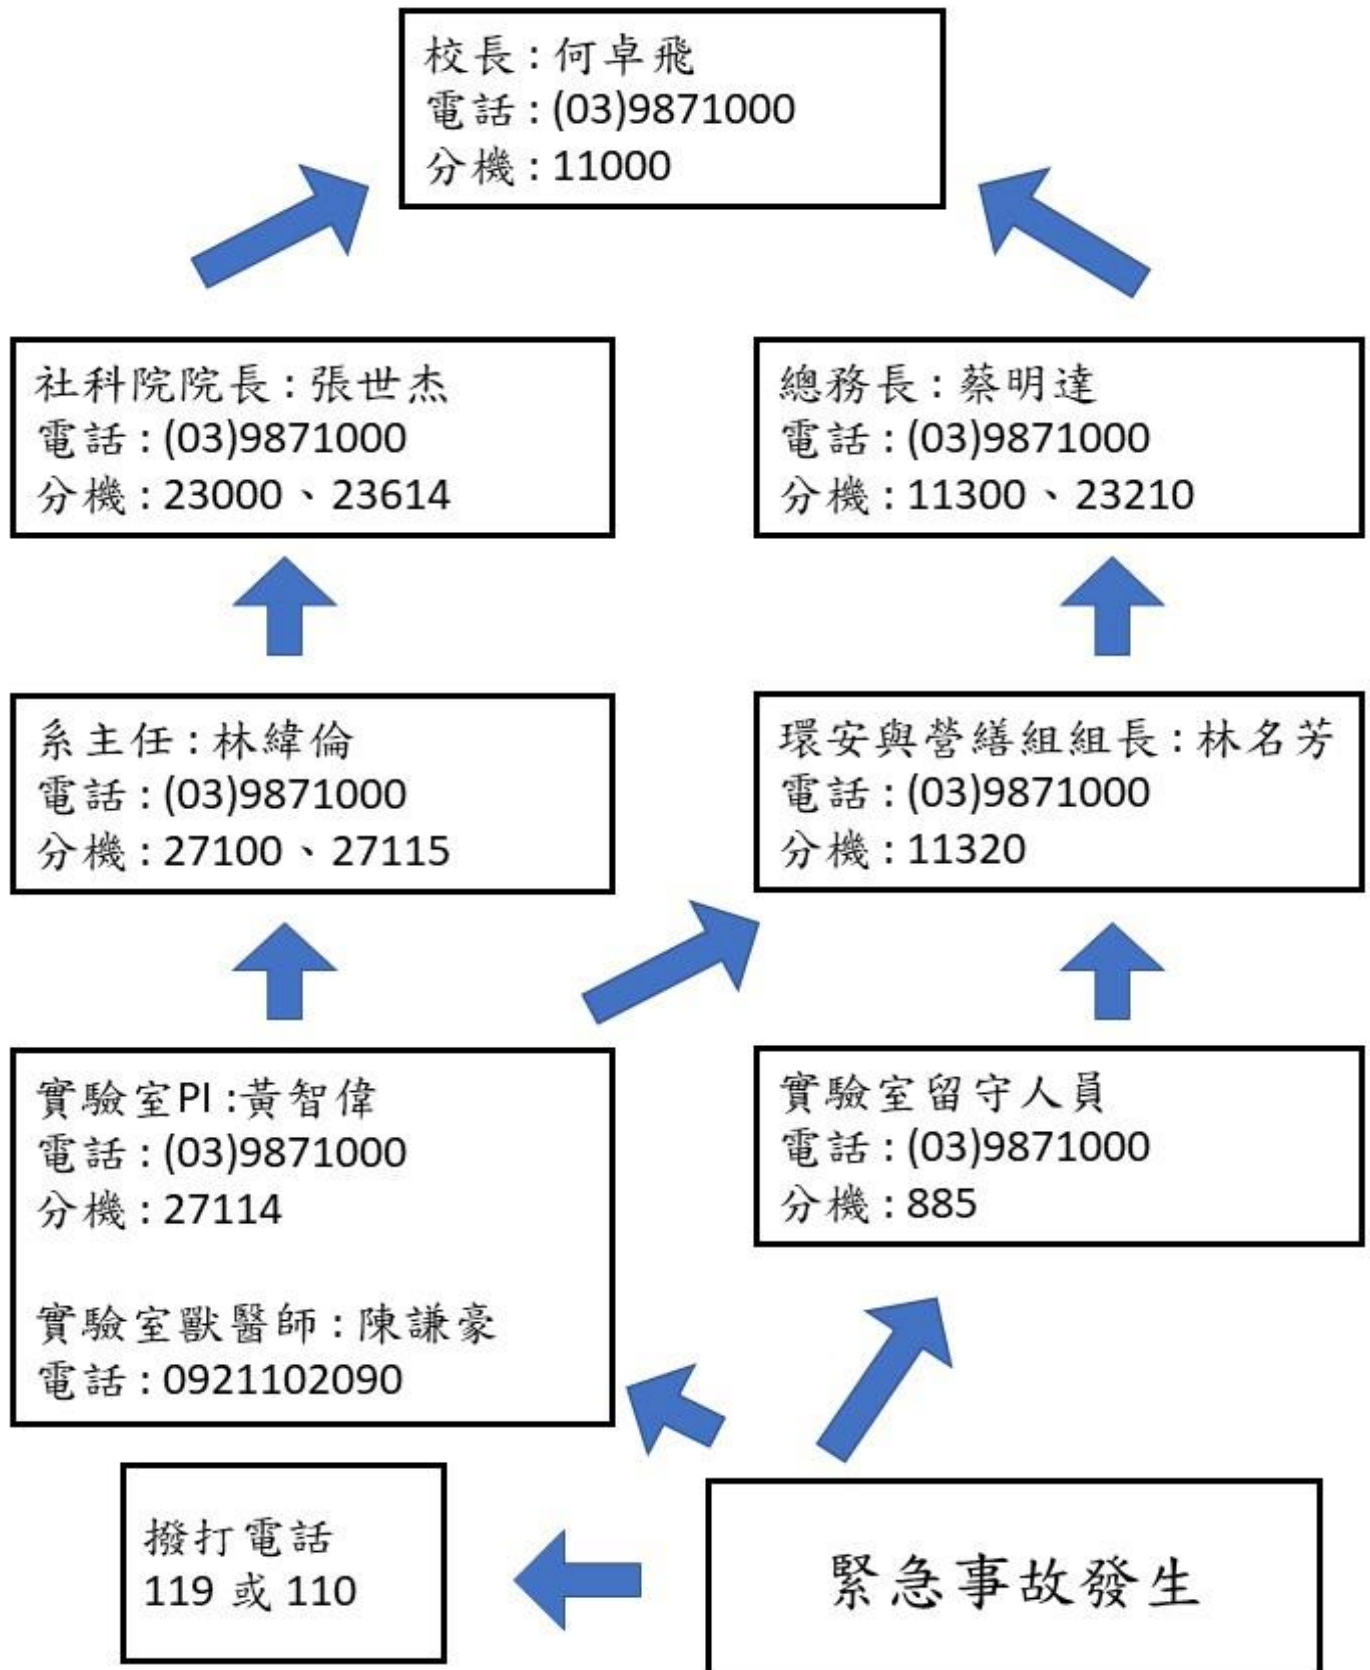 校長:何卓飛
電話:(03)9871000
分機:11000
社科院院長:張世杰
電話:(03)9871000
分機:23000、23614
總務長:蔡明達
電話:(03)9871000
分機:11300、23210
系主任:林緯倫
電話:(03)9871000
分機:27100、27115
環安與營繕組組長:林名芳
電話:(03)9871000
分機:11320
實驗室PI:黃智偉
電話:(03)9871000
分機:27114
實驗室獸醫師:陳謙豪
電話:0921102090
實驗室留守人員
電話:(03)9871000
分機:885
撥打電話
119 或 110
緊急事故發生